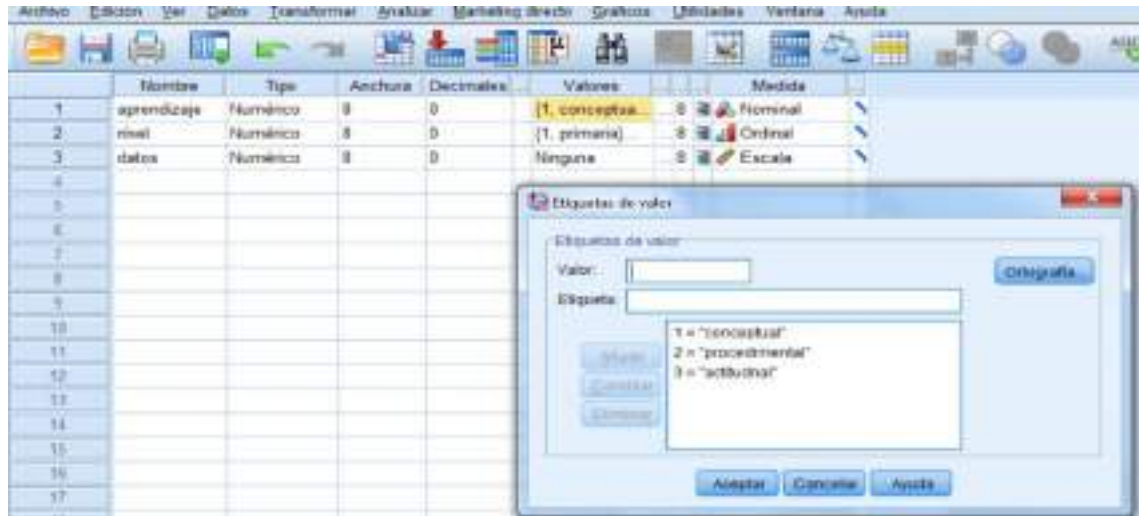 Archivo Edición Ver Datos Transformar Analizar Marketing directo Gráficos Utilidades Ventana Ayuda
Nombre Tipo Anchura Decimales Valores Medida
1 aprendizaje Numérico 8 0 {1, conceptua... 8 Nominal
2 nivel Numérico 8 0 {1, primaria}... 8 Ordinal
3 datos Numérico 8 0 Ninguna 8 Escala
4
5
6
7
8
9
10
11
12
13
14
15
16
17
Etiquetas de valor
Etiquetas de valor
Valor:
Ortografía...
Etiqueta:
1 = "conceptual"
2 = "procedimental"
3 = "actitudinal"
Añadir
Cambiar
Eliminar
Aceptar Cancelar Ayuda